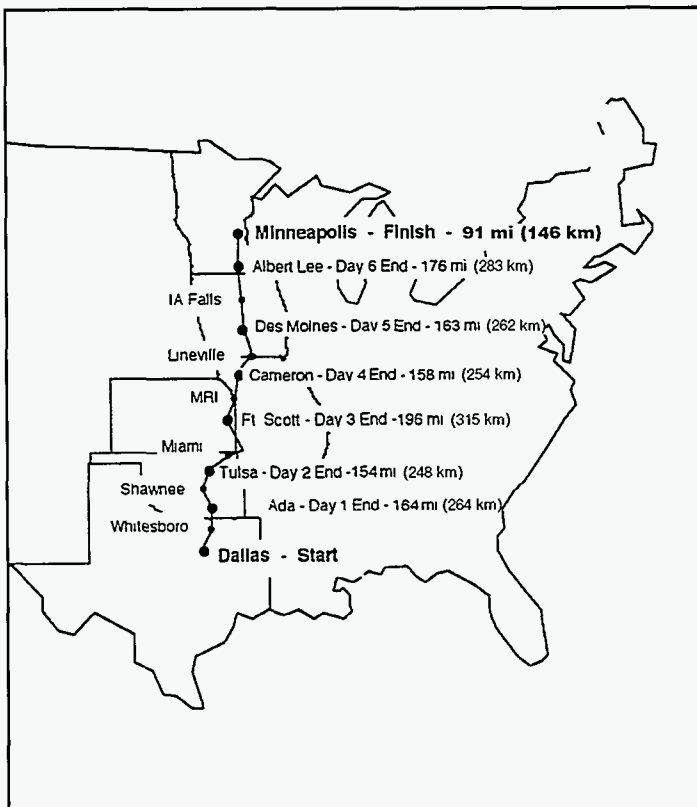 Minneapolis - Finish - 91 mi (146 km)
Albert Lee - Day 6 End - 176 mi (283 km)
IA Falls
Des Moines - Day 5 End - 163 mi (262 km)
Lineville
Cameron - Day 4 End - 158 mi (254 km)
MRI
Ft Scott - Day 3 End -196 mi (315 km)
Miami
Tulsa - Day 2 End -154 mi (248 km)
Shawnee
Ada - Day 1 End - 164 mi (264 km)
Whitesboro
Dallas - Start